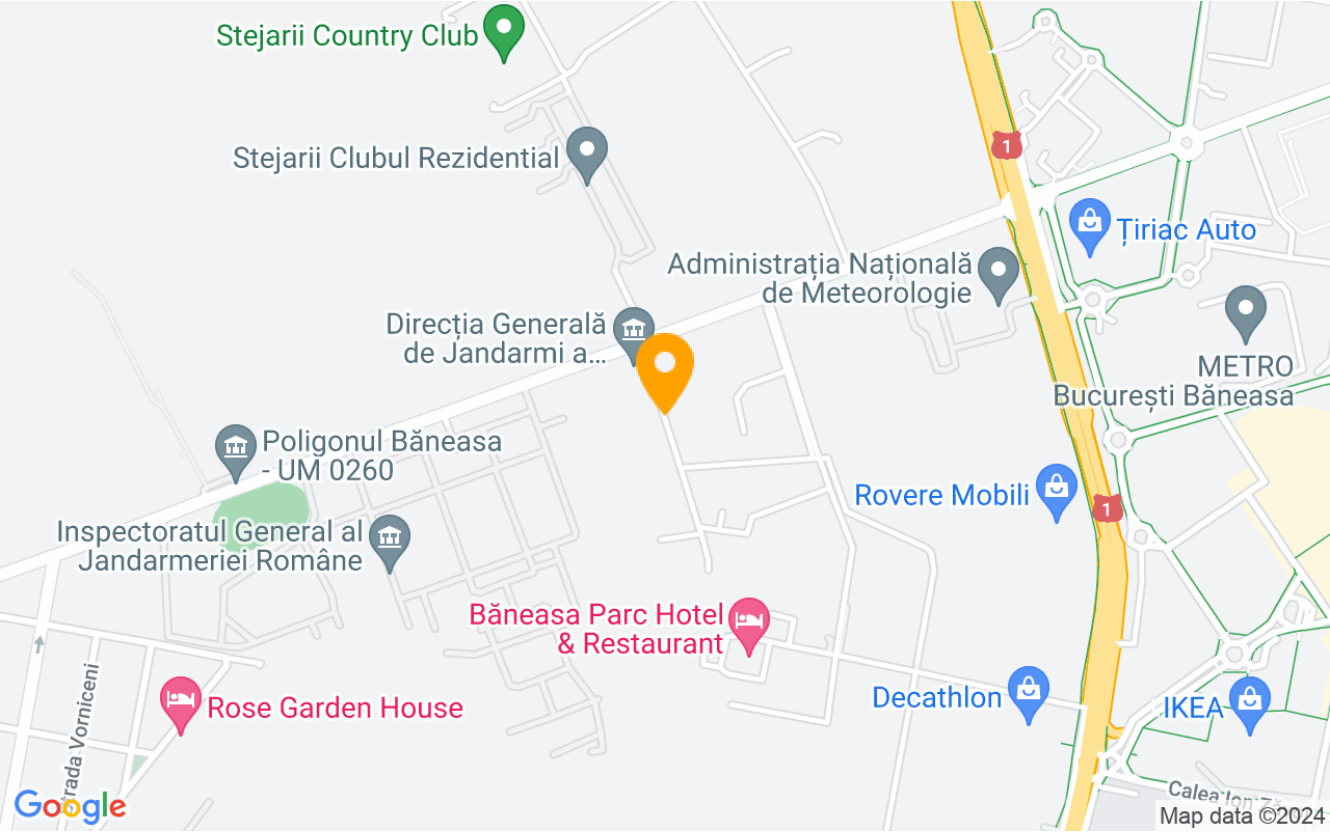 Stejarii Country Club
Stejarii Clubul Rezidential
1
Țiriac Auto
Administrația Națională
de Meteorologie
Direcția Generală
de Jandarmi a...
METRO
București Băneasa
Poligonul Băneasa
- UM 0260
Rovere Mobili
1
Inspectoratul General al
Jandarmeriei Române
Băneasa Parc Hotel
& Restaurant
Decathlon
IKEA
Rose Garden House
Strada Vorniceni
Google
Calea Ion
Map data ©2024